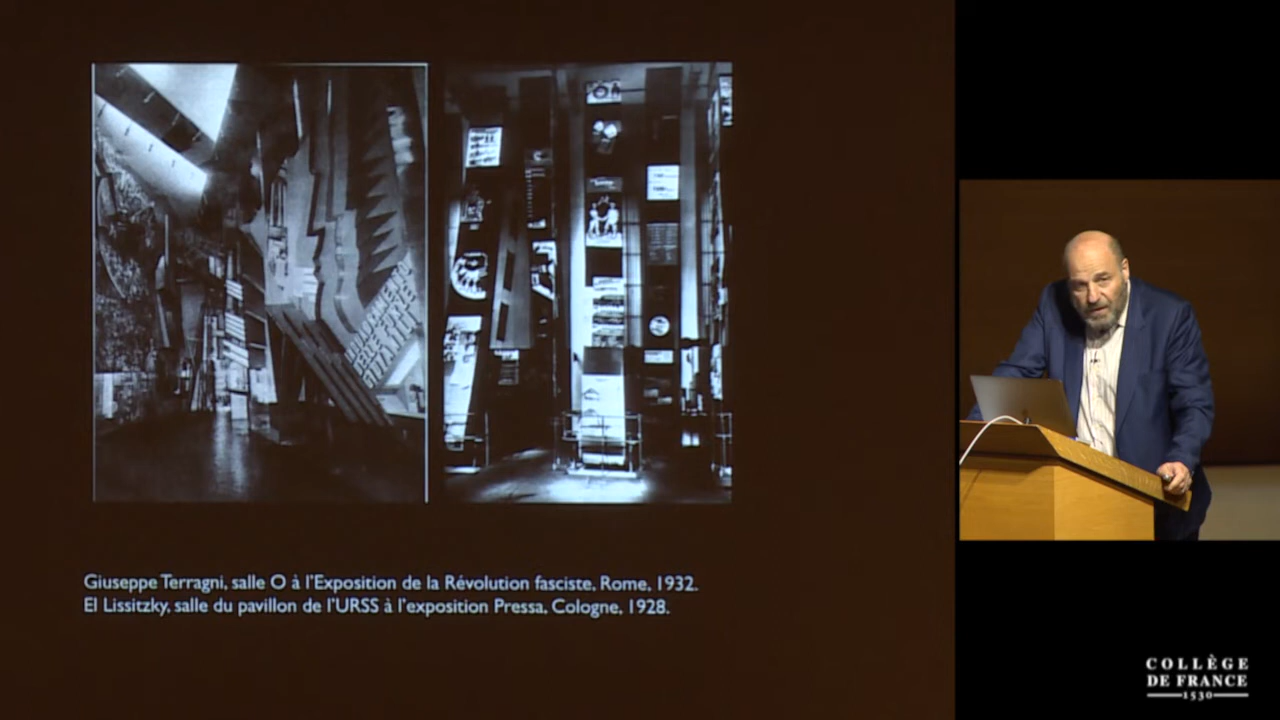 Giuseppe Terragni, salle O à l'Exposition de la Révolution fasciste, Rome, 1932.
El Lissitzky, salle du pavillon de l'URSS à l'exposition Pressa, Cologne, 1928.
COLLÈGE
DE FRANCE
1530